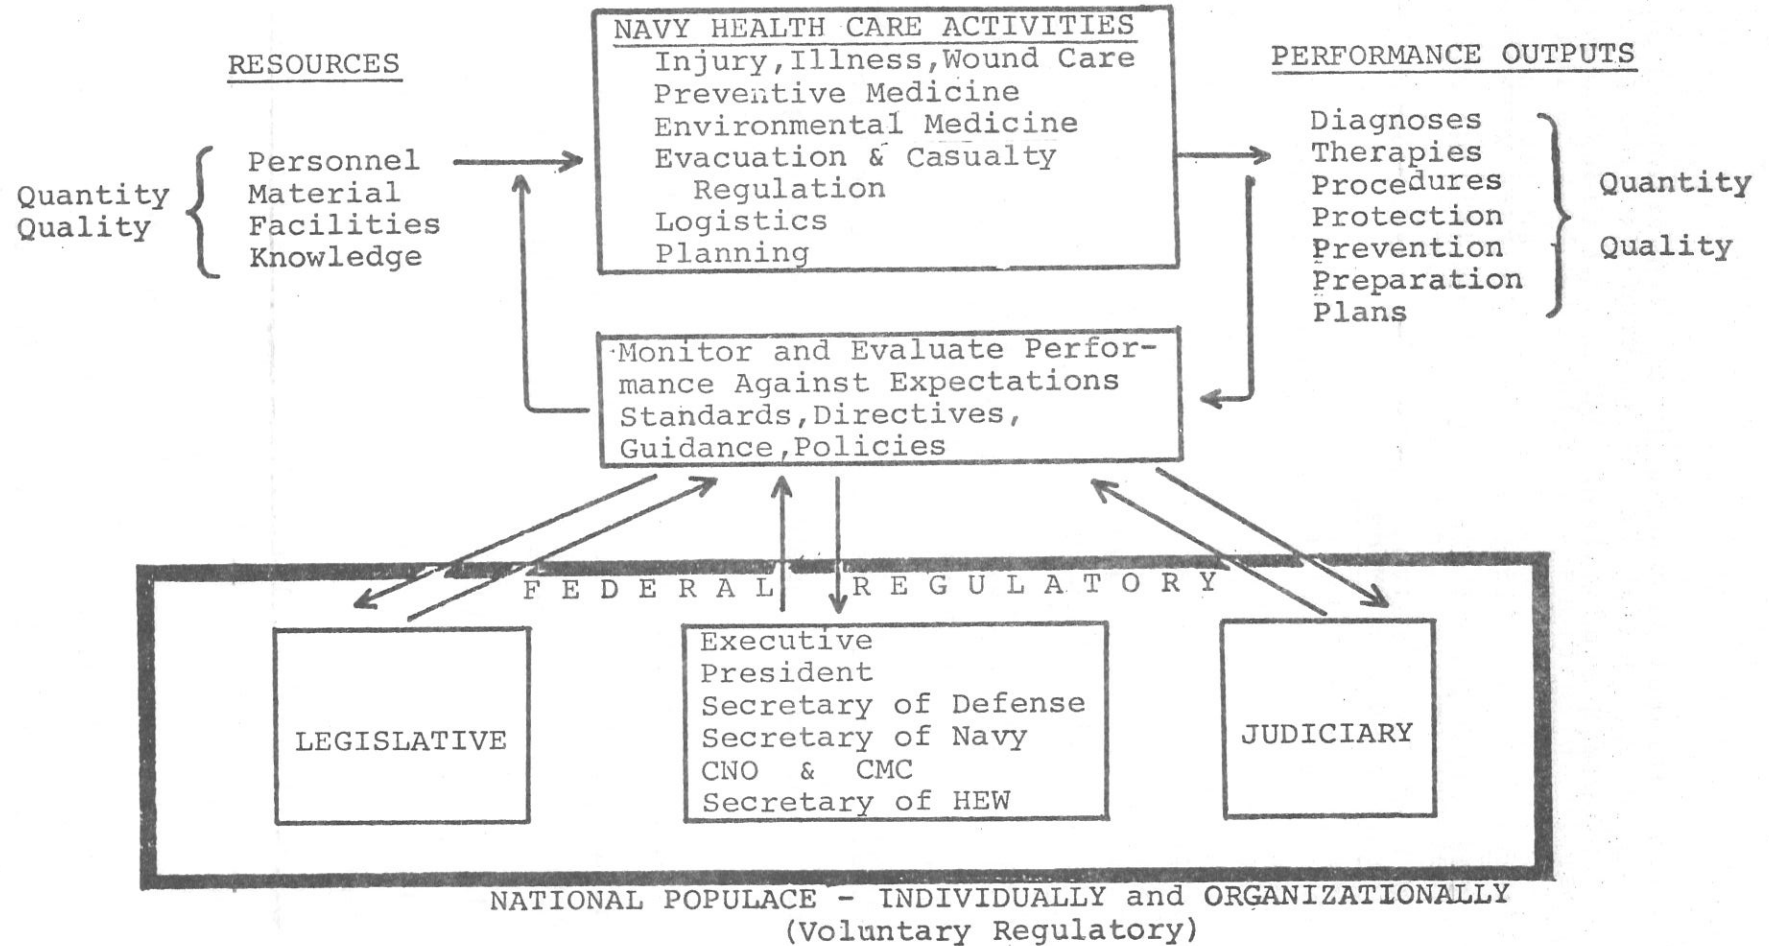 RESOURCES
Quantity
Quality
Personnel
Material
Facilities
Knowledge
NAVY HEALTH CARE ACTIVITIES
Injury,Illness,Wound Care
Preventive Medicine
Environmental Medicine
Evacuation & Casualty
Regulation
Logistics
Planning
PERFORMANCE OUTPUTS
Diagnoses
Therapies
Procedures
Protection
Prevention
Preparation
Plans
Quantity
Quality
Monitor and Evaluate Perfor-
mance Against Expectations
Standards,Directives,
Guidance,Policies
FEDERAL REGULATORY
LEGISLATIVE
Executive
President
Secretary of Defense
Secretary of Navy
CNO & CMC
Secretary of HEW
JUDICIARY
NATIONAL POPULACE - INDIVIDUALLY and ORGANIZATIONALLY
(Voluntary Regulatory)